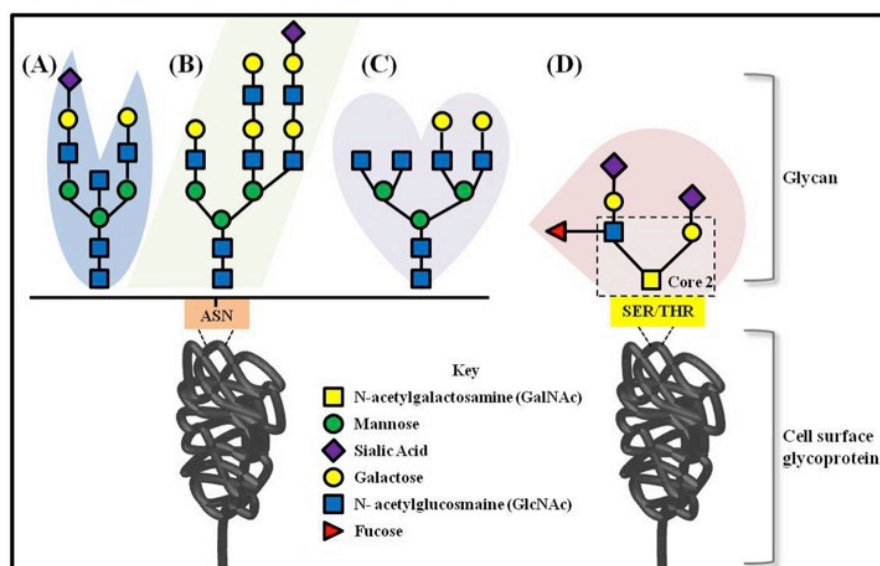 (A) (B) (C) (D)
Glycan
Core 2
ASN
SER/THR
Key
N-acetylgalactosamine (GalNAc)
Mannose
Sialic Acid
Galactose
N- acetylglucosmaine (GlcNAc)
Fucose
Cell surface
glycoprotein